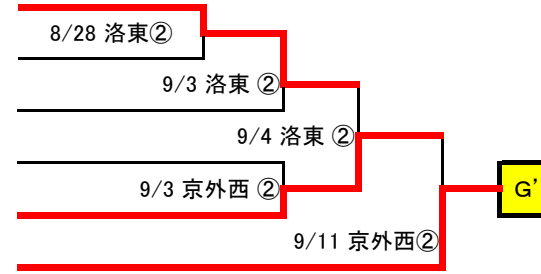 8/28 洛東②
9/3 洛東 ②
9/4 洛東 ②
9/3 京外西 ②
G’
9/11 京外西②